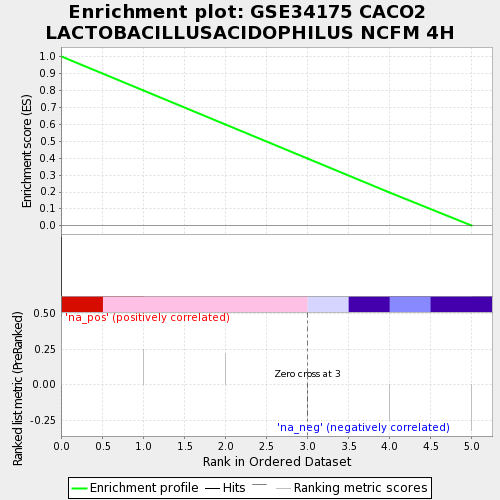 Enrichment plot: GSE34175 CACO2
LACTOBACILLUSACIDOPHILUS NCFM 4H
Enrichment score (ES)
1.0
0.9
0.8
0.7
0.6
0.5
0.4
0.3
0.2
0.1
0.0
Ranked list metric (PreRanked)
0.50
0.25
0.00
-0.25
'na_pos' (positively correlated)
Zero cross at 3
'na_neg' (negatively correlated)
0.0 0.5 1.0 1.5 2.0 2.5 3.0 3.5 4.0 4.5 5.0
Rank in Ordered Dataset
Enrichment profile Hits Ranking metric scores